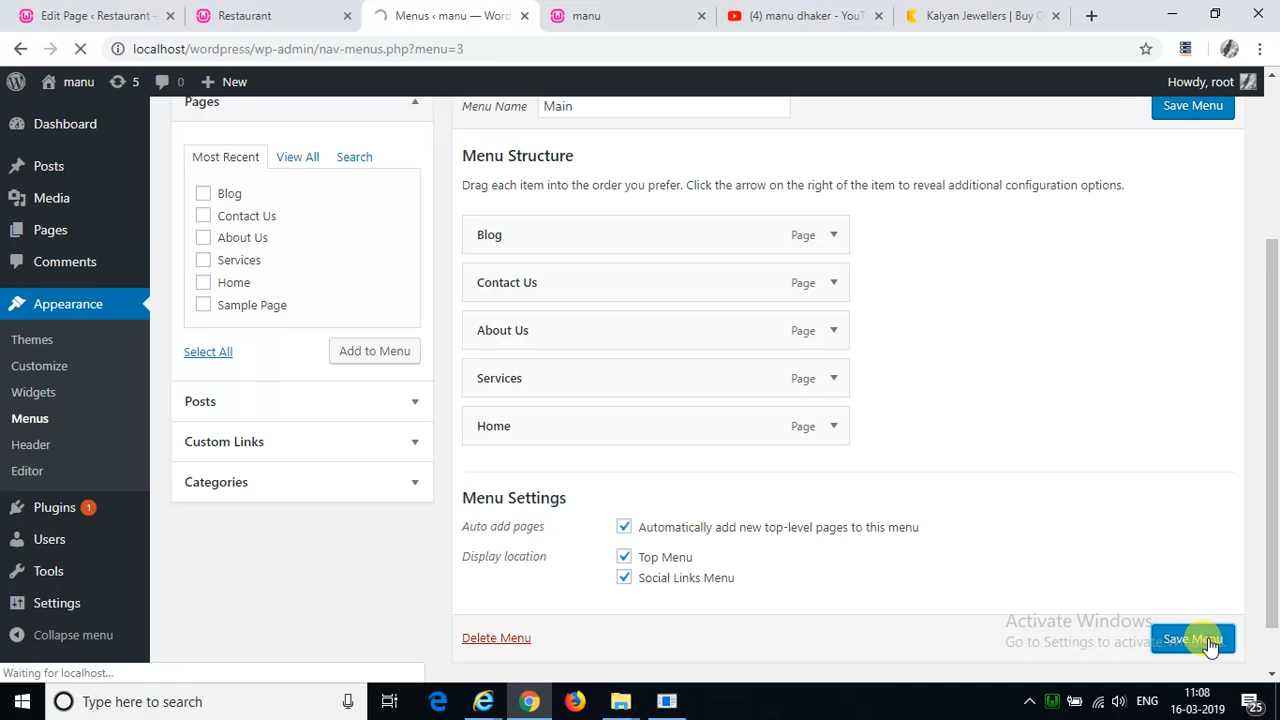 Edit Page ‹ Restaurant -
Restaurant
Menus ‹ manu — Word
manu
(4) manu dhaker - YouT
Kalyan Jewellers | Buy C
localhost/wordpress/wp-admin/nav-menus.php?menu=3
manu
5
0
New
Howdy, root
Dashboard
Posts
Media
Pages
Comments
Appearance
Themes
Customize
Widgets
Menus
Header
Editor
Plugins 1
Users
Tools
Settings
Collapse menu
Pages
Most Recent
View All
Search
Blog
Contact Us
About Us
Services
Home
Sample Page
Select All
Add to Menu
Posts
Custom Links
Categories
Menu Name
Main
Save Menu
Menu Structure
Drag each item into the order you prefer. Click the arrow on the right of the item to reveal additional configuration options.
Blog Page
Contact Us Page
About Us Page
Services Page
Home Page
Menu Settings
Auto add pages
Automatically add new top-level pages to this menu
Display location
Top Menu
Social Links Menu
Activate Windows
Go to Settings to activate
Delete Menu
Save Menu
Waiting for localhost...
Type here to search
ENG
11:08
16-03-2019
25